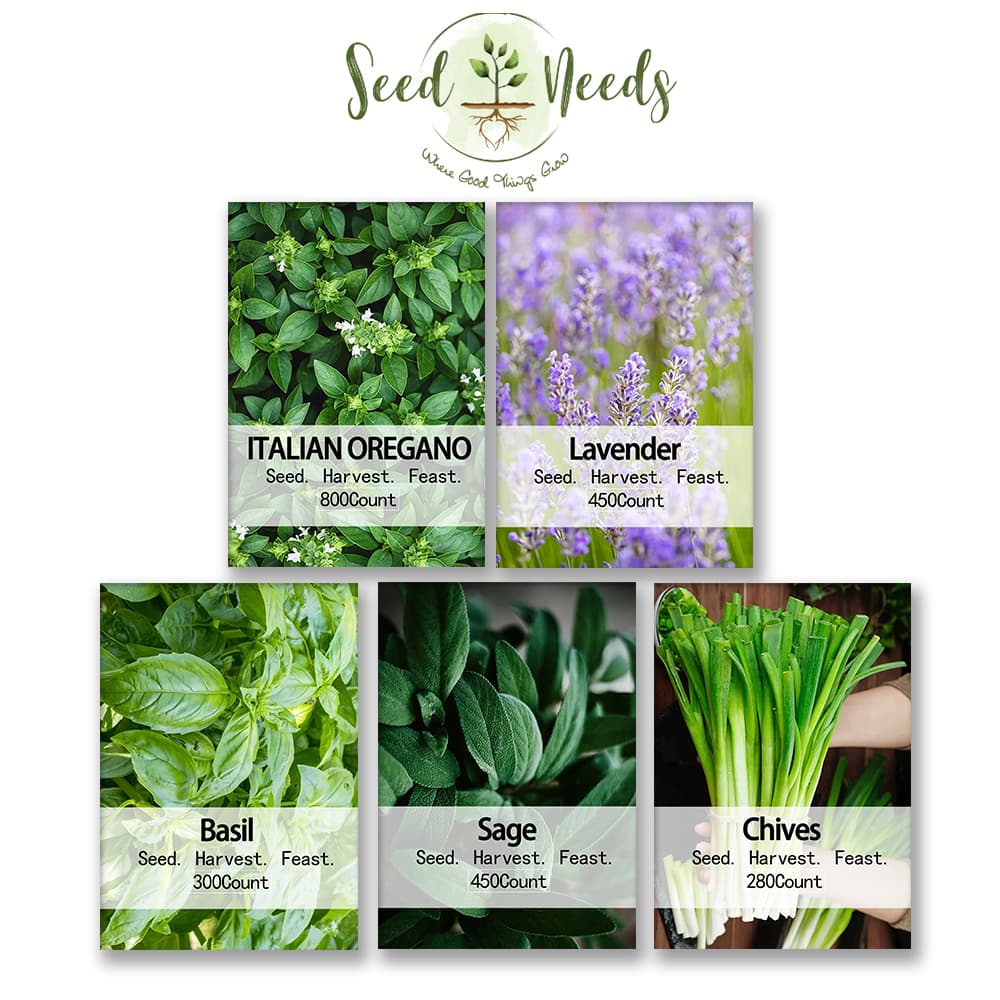 Seed Needs
Where Good Things Grow
ITALIAN OREGANO
Seed. Harvest. Feast.
800Count
Lavender
Seed. Harvest. Feast.
450Count
Basil
Seed. Harvest. Feast.
300Count
Sage
Seed. Harvest. Feast.
450Count
Chives
Seed. Harvest. Feast.
280Count